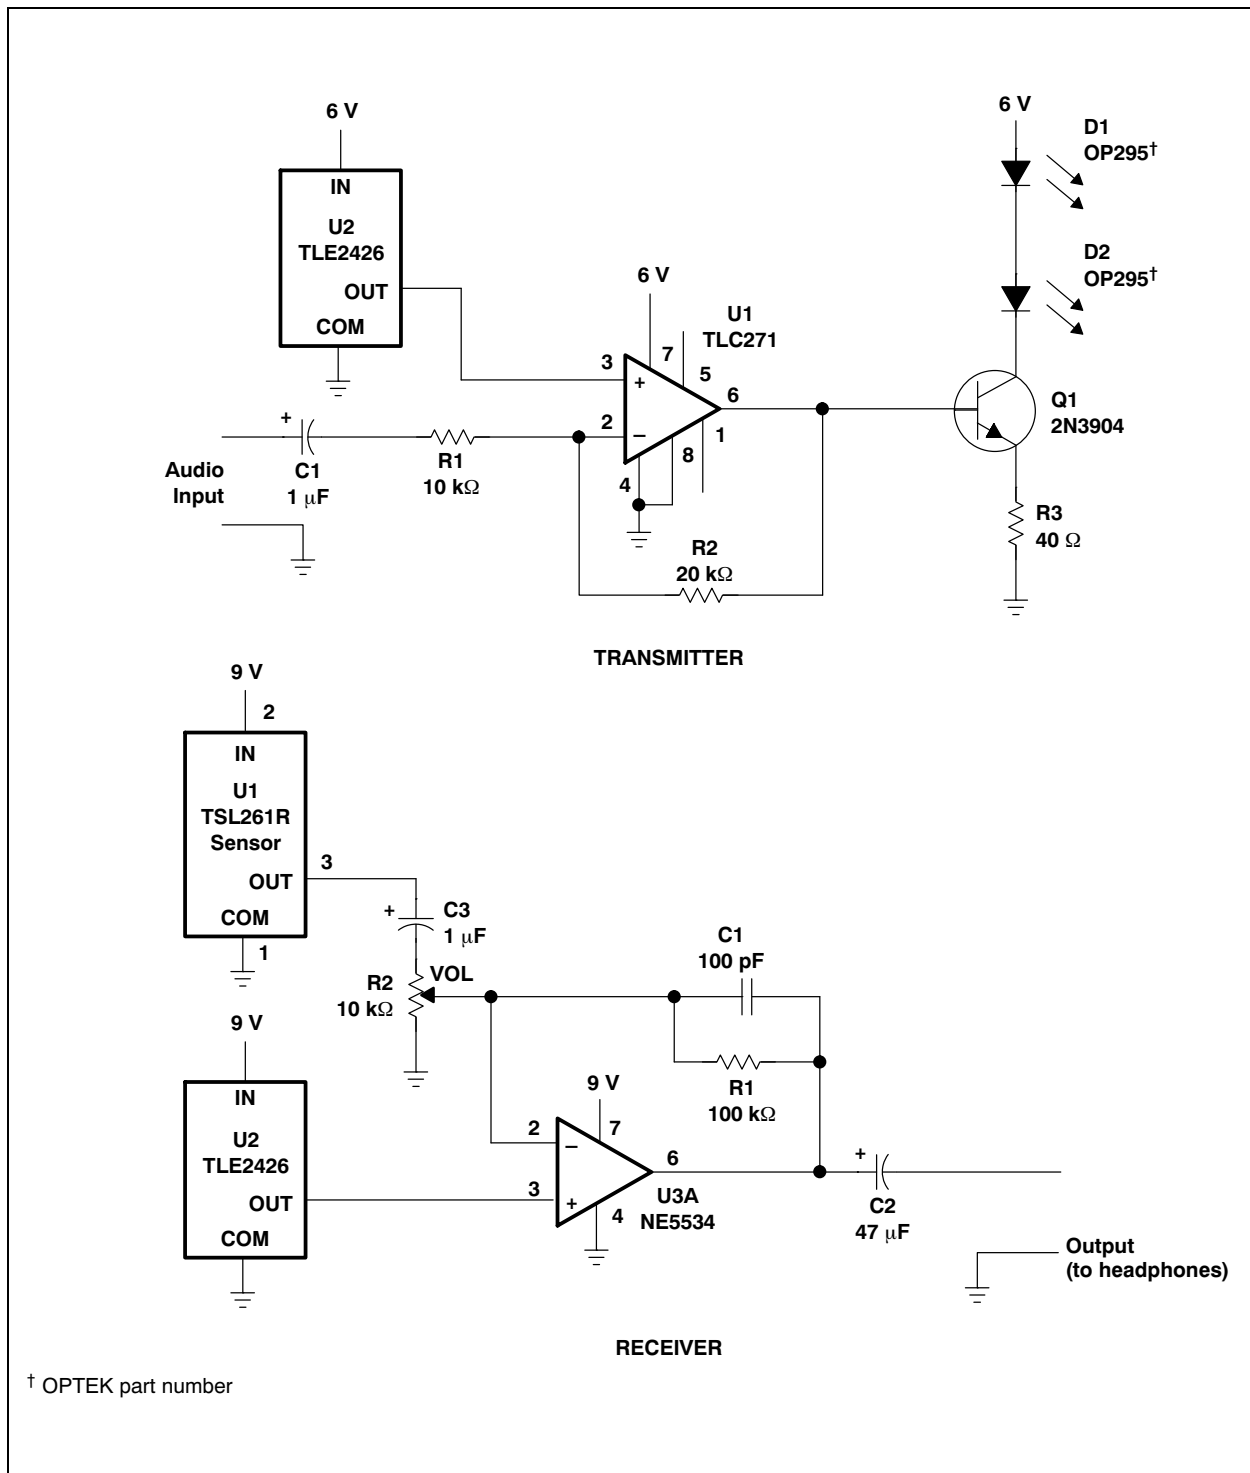 6 V
IN
U2
TLE2426
OUT
COM
+
C1
1 μF
Audio
Input
R1
10 kΩ
6 V
U1
TLC271
7
5
3
+
6
2
−
1
8
4
R2
20 kΩ
6 V
D1
OP295†
D2
OP295†
Q1
2N3904
R3
40 Ω
TRANSMITTER
9 V
2
IN
U1
TSL261R
Sensor
3
OUT
COM
1
+
C3
1 μF
VOL
R2
10 kΩ
C1
100 pF
R1
100 kΩ
9 V
IN
U2
TLE2426
OUT
COM
9 V
7
2
−
6
3
+
4
U3A
NE5534
+
C2
47 μF
Output
(to headphones)
RECEIVER
† OPTEK part number